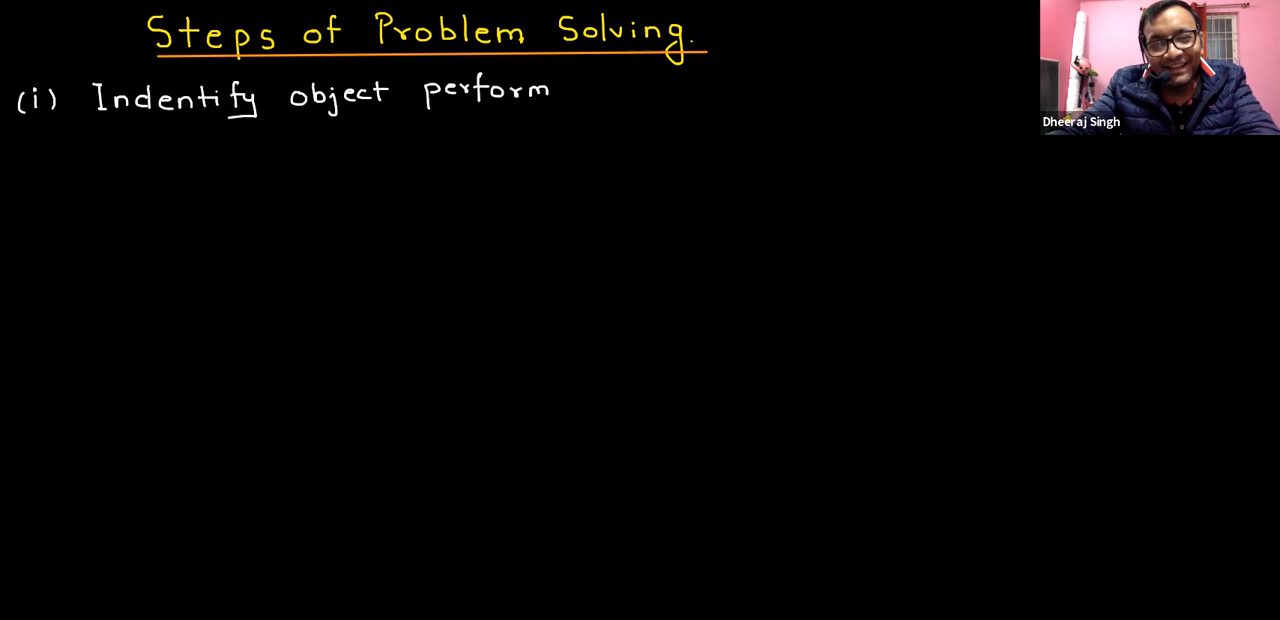 Steps of Problem Solving.
(i) Indentify object perform
Dheeraj Singh